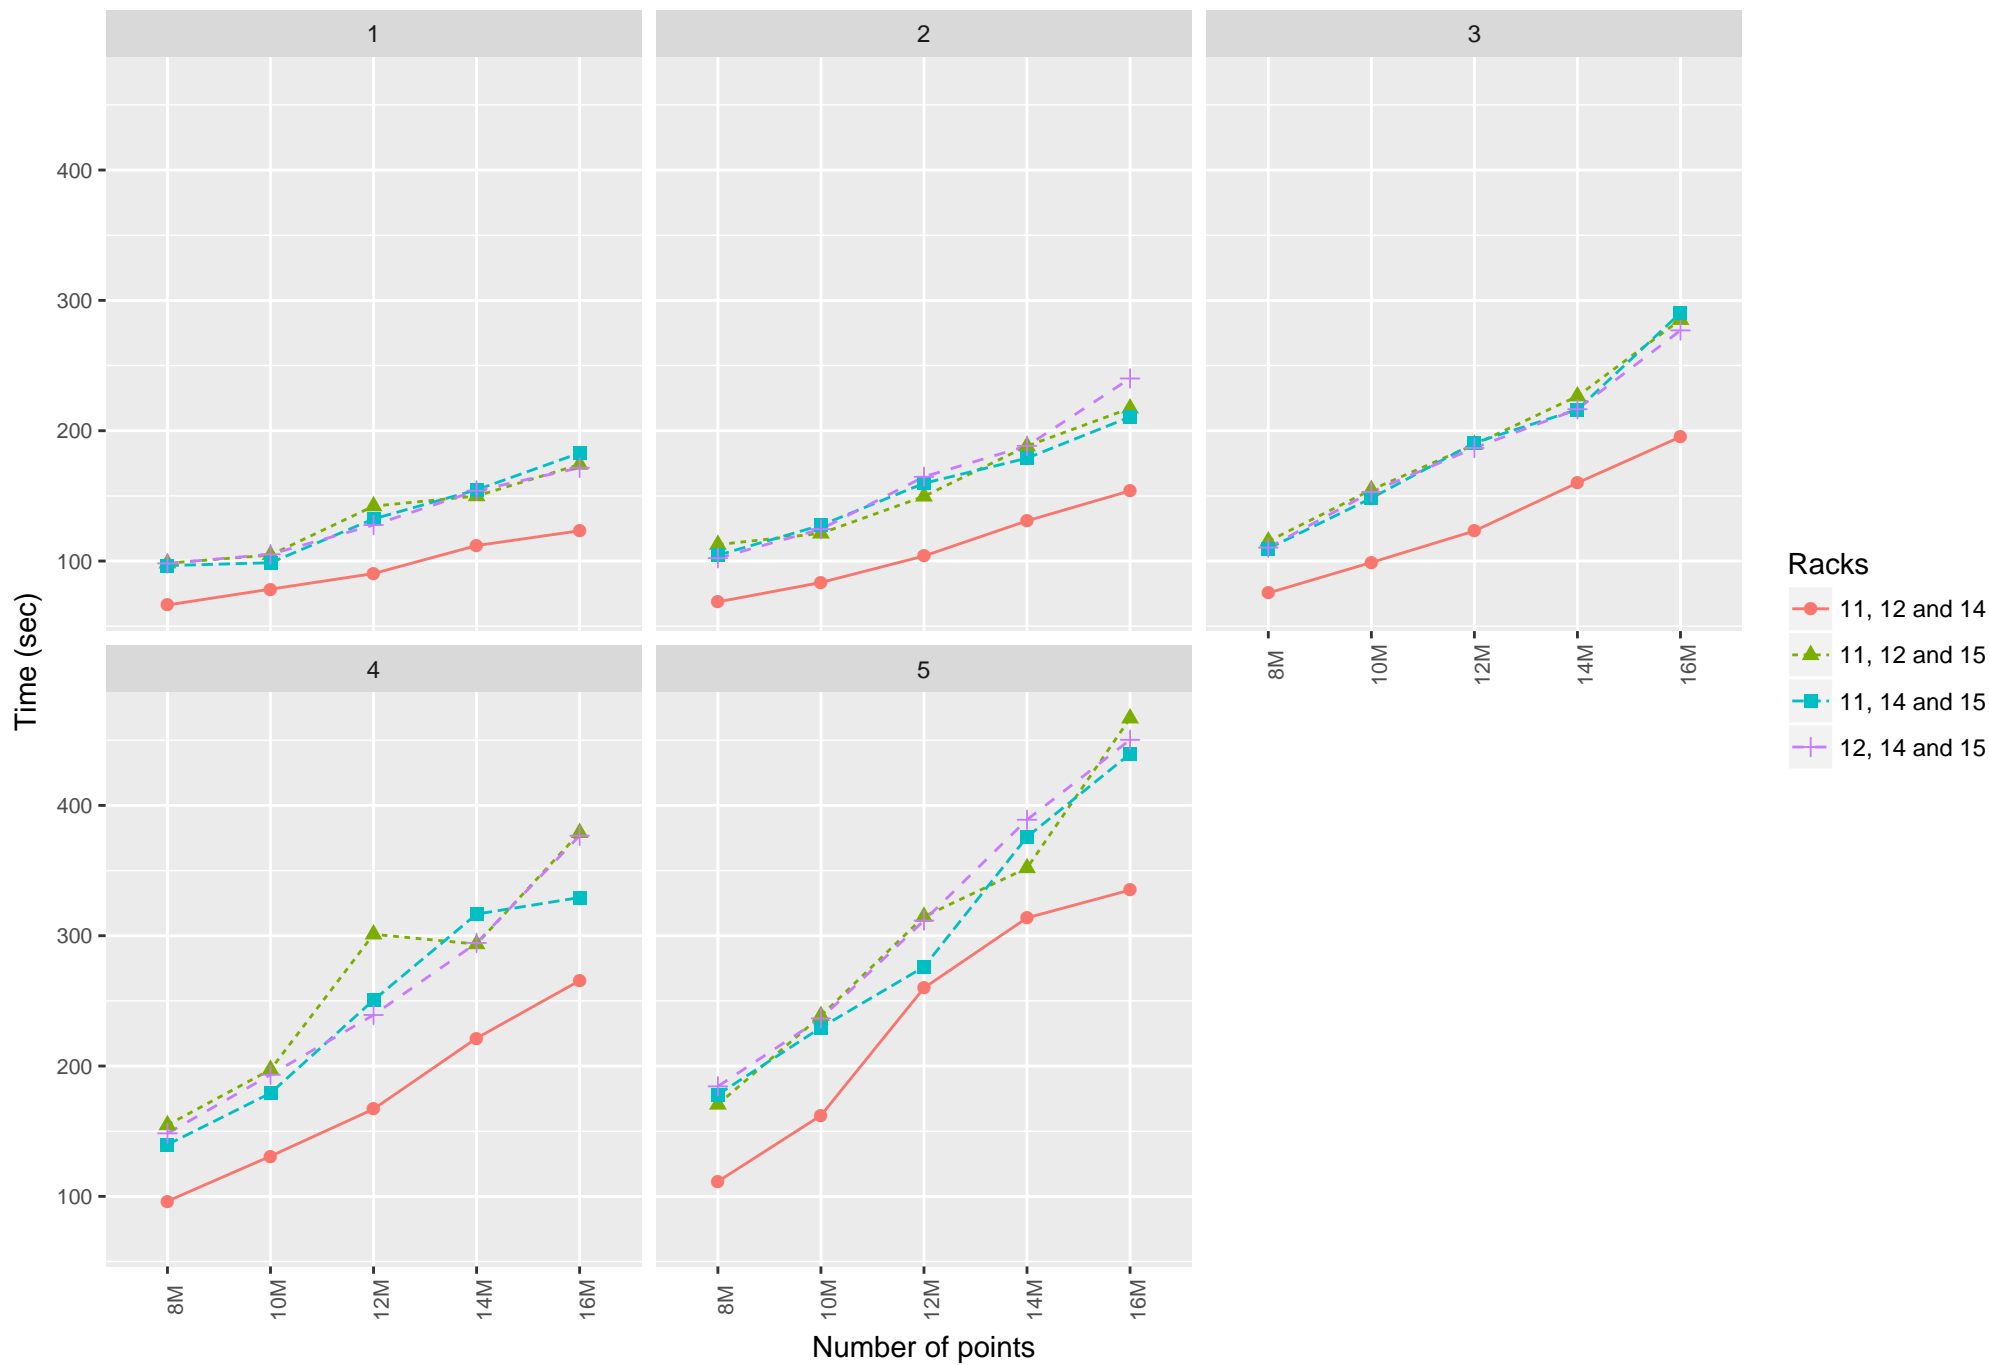 1
2
3
400
300
200
100
8M
10M
12M
14M
16M
4
5
400
300
200
100
8M
10M
12M
14M
16M
8M
10M
12M
14M
16M
Time (sec)
Number of points
Racks
11, 12 and 14
11, 12 and 15
11, 14 and 15
12, 14 and 15